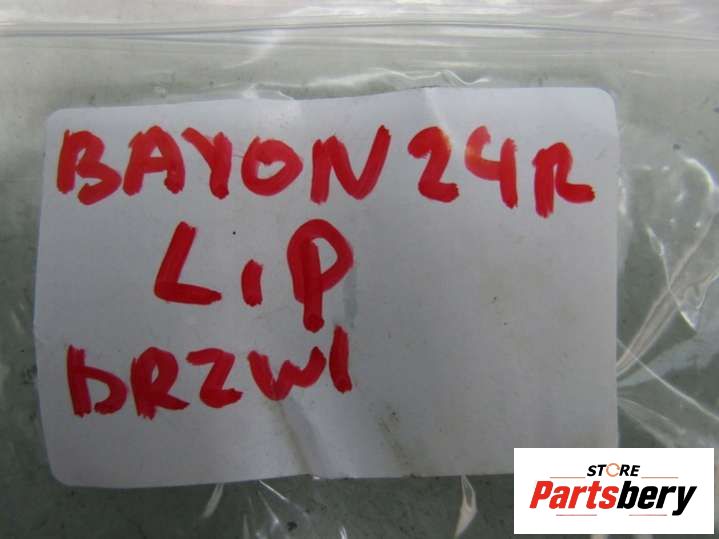 BAYON 24R
L i P
DRZWI
STORE
Partsbery